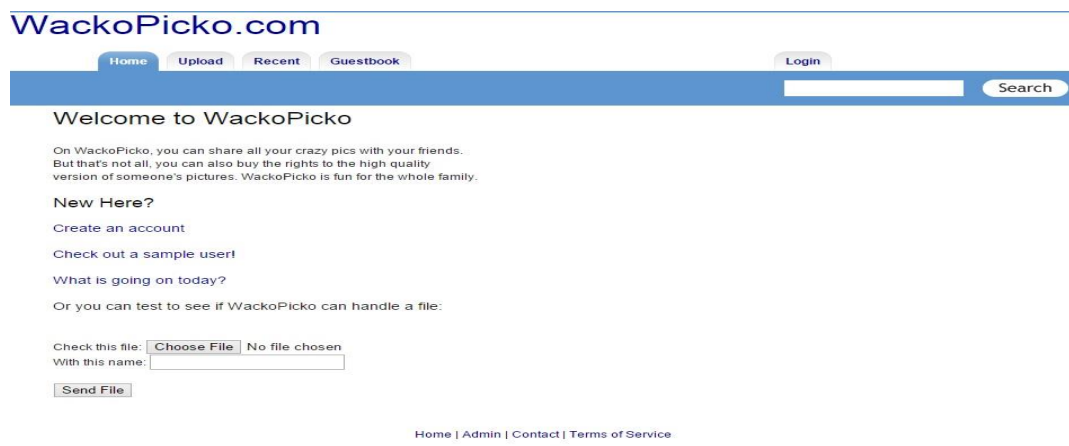 WackoPicko.com
Home Upload Recent Guestbook Login
Search
Welcome to WackoPicko
On WackoPicko, you can share all your crazy pics with your friends.
But that's not all, you can also buy the rights to the high quality
version of someone's pictures. WackoPicko is fun for the whole family.
New Here?
Create an account
Check out a sample user!
What is going on today?
Or you can test to see if WackoPicko can handle a file:
Check this file: Choose File No file chosen
With this name:
Send File
Home | Admin | Contact | Terms of Service